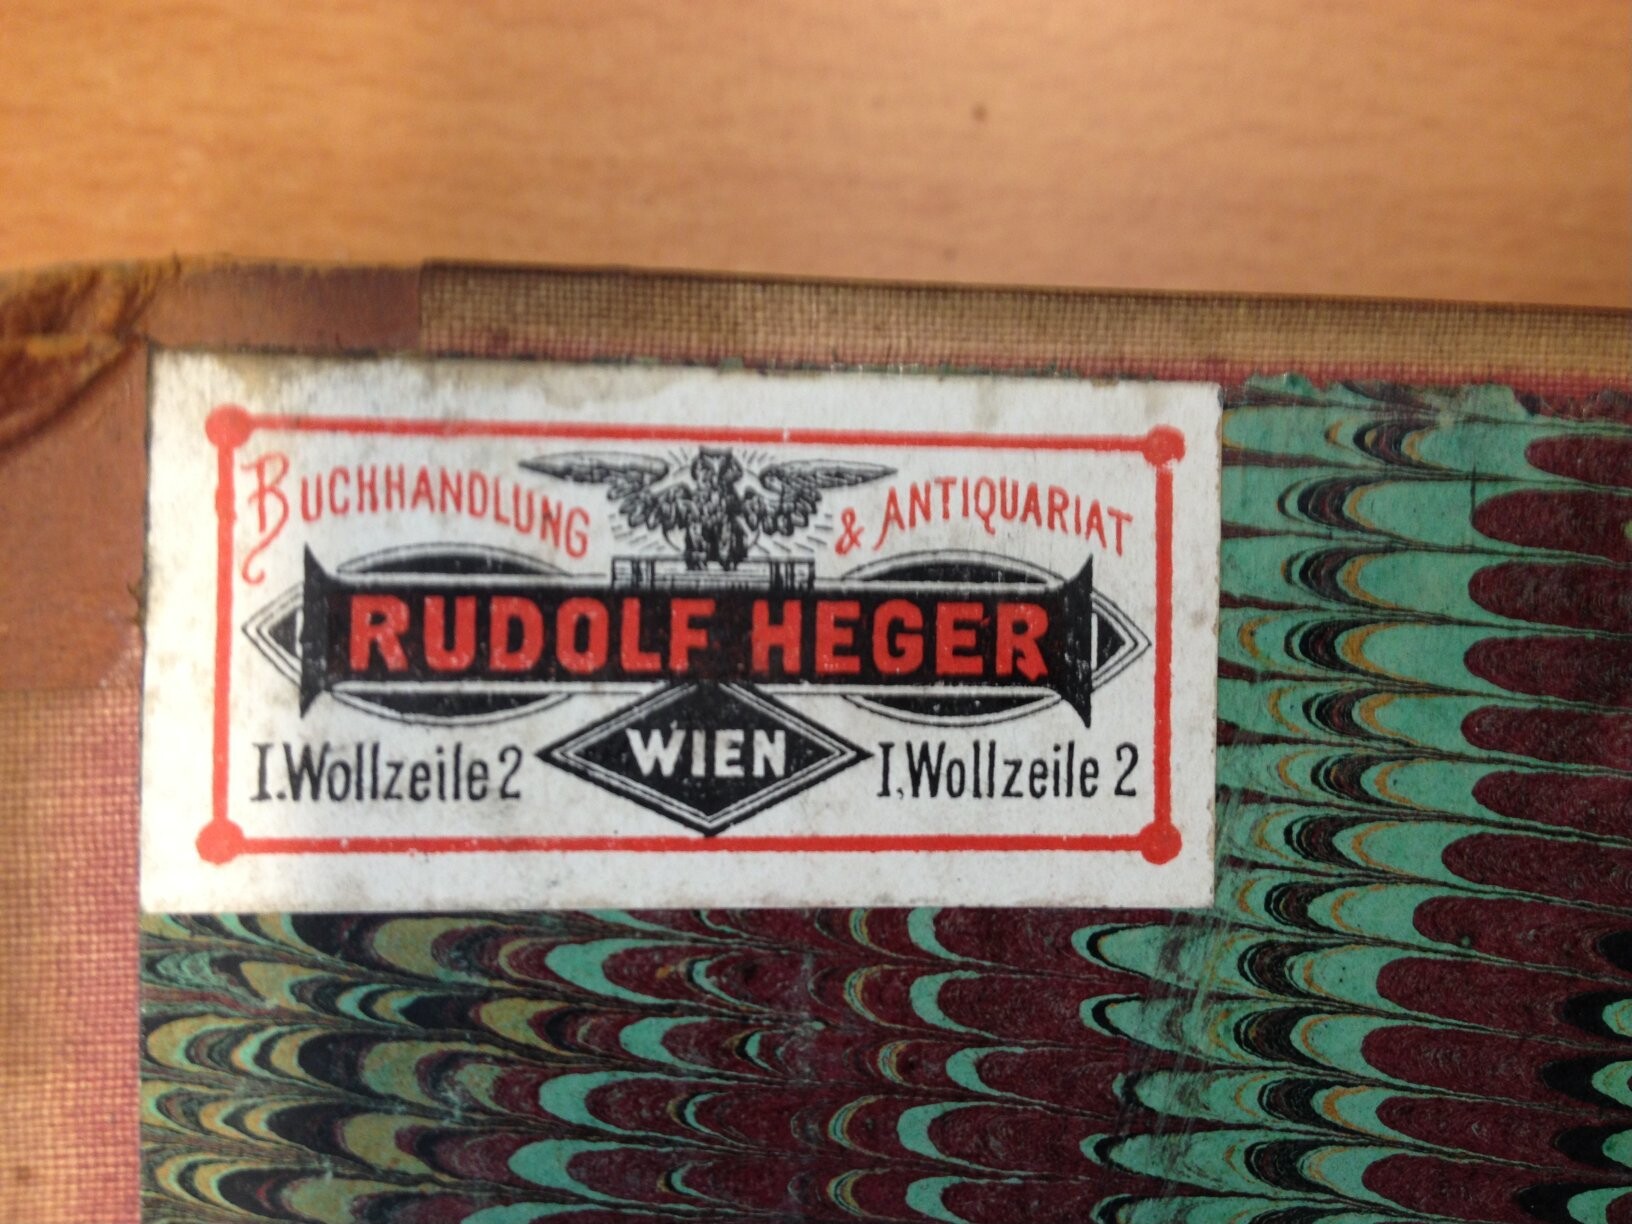 BUCHHANDLUNG & ANTIQUARIAT
RUDOLF HEGER
WIEN
I. Wollzeile 2 I. Wollzeile 2